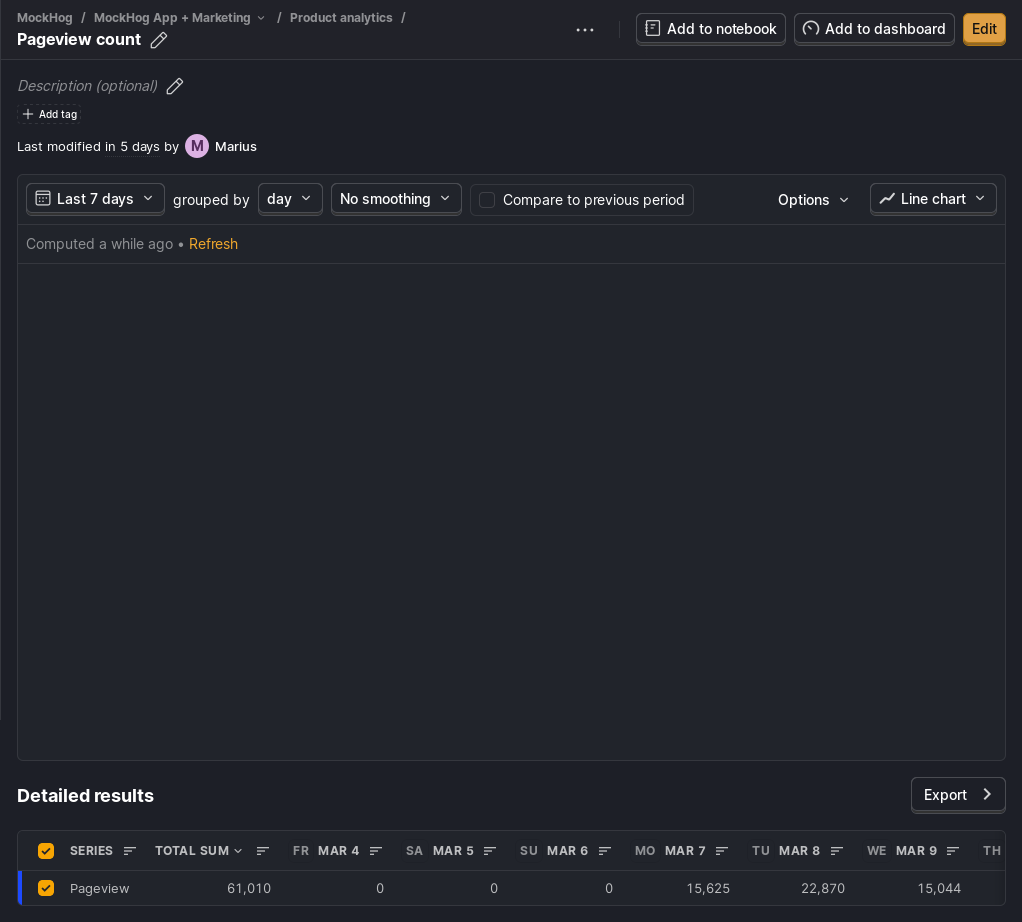 MockHog / MockHog App + Marketing / Product analytics /
Pageview count
Add to notebook
Add to dashboard
Edit
Description (optional)
Add tag
Last modified in 5 days by M Marius
Last 7 days grouped by day No smoothing Compare to previous period Options Line chart
Computed a while ago • Refresh
Detailed results
Export
SERIES TOTAL SUM FR MAR 4 SA MAR 5 SU MAR 6 MO MAR 7 TU MAR 8 WE MAR 9 TH
Pageview 61,010 0 0 0 15,625 22,870 15,044